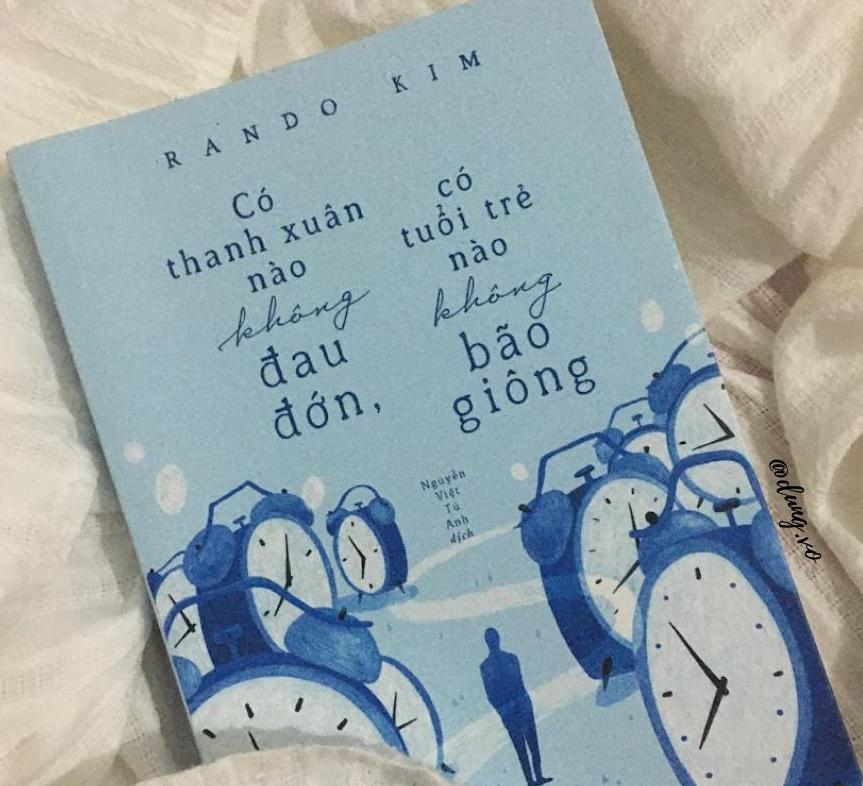 RANDO KIM
Có
thanh xuân
nào
không
đau
đớn,
có
tuổi trẻ
nào
không
bão
giông
Nguyễn
Việt
Tú
Anh
dịch
@dung.vo